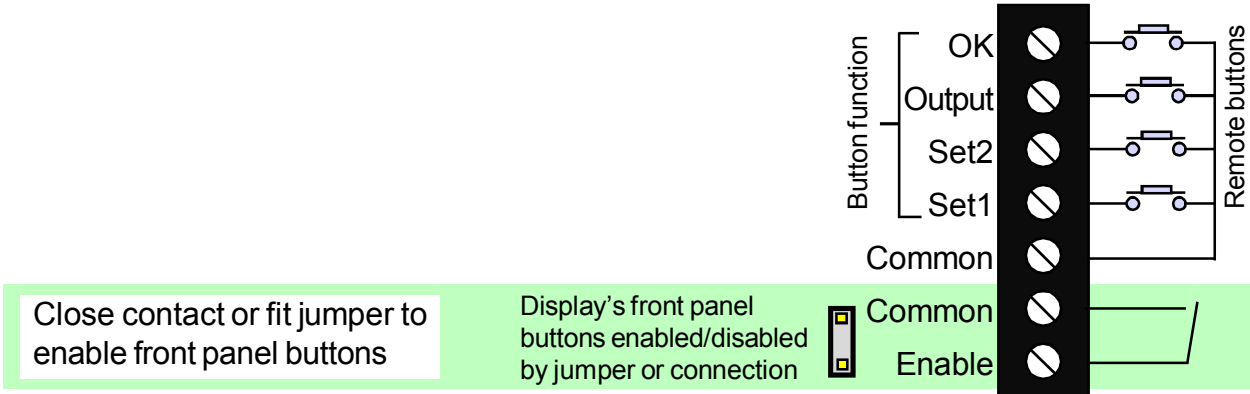 Button function
OK
Output
Set2
Set1
Common
Remote buttons
Close contact or fit jumper to
enable front panel buttons
Display's front panel
buttons enabled/disabled
by jumper or connection
Common
Enable